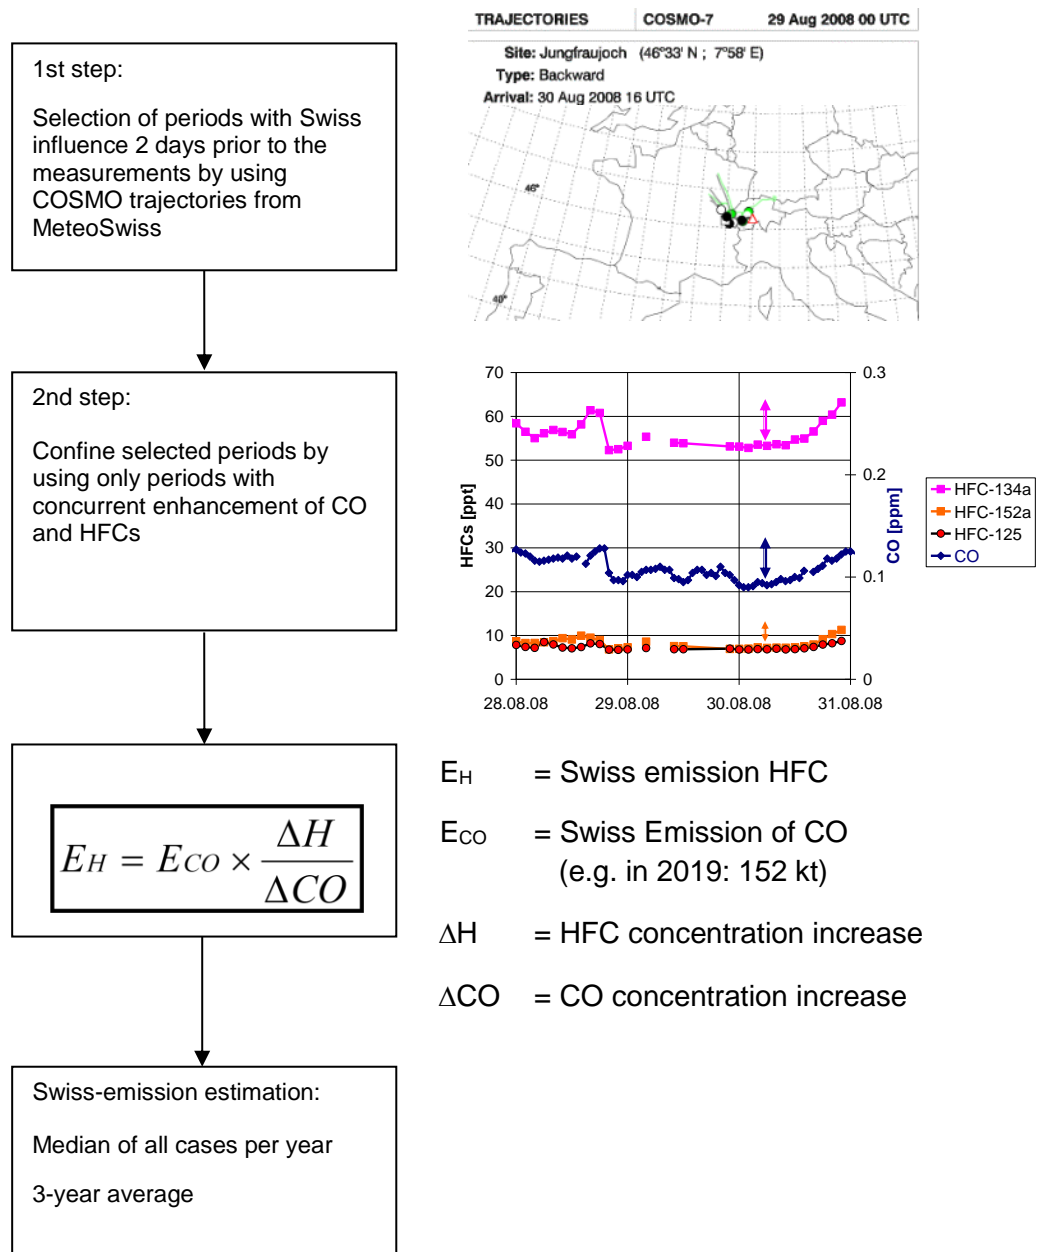 TRAJECTORIES COSMO-7 29 Aug 2008 00 UTC
Site: Jungfraujoch (46°33' N ; 7°58' E)
Type: Backward
Arrival: 30 Aug 2008 16 UTC
46°
40°
1st step:
Selection of periods with Swiss
influence 2 days prior to the
measurements by using
COSMO trajectories from
MeteoSwiss
2nd step:
Confine selected periods by
using only periods with
concurrent enhancement of CO
and HFCs
70
60
50
40
30
20
10
0
HFCs [ppt]
0.3
0.2
0.1
0
CO [ppm]
28.08.08 29.08.08 30.08.08 31.08.08
HFC-134a
HFC-152a
HFC-125
CO
E_H = E_CO × ΔH / ΔCO
E_H = Swiss emission HFC
E_CO = Swiss Emission of CO
(e.g. in 2019: 152 kt)
ΔH = HFC concentration increase
ΔCO = CO concentration increase
Swiss-emission estimation:
Median of all cases per year
3-year average